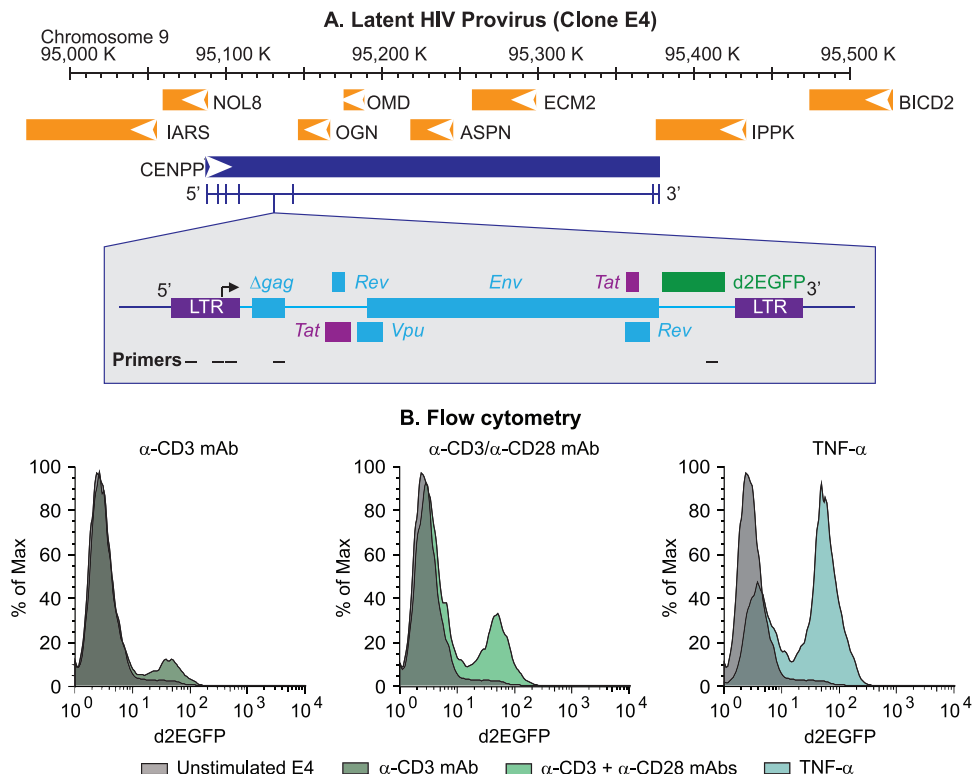 A. Latent HIV Provirus (Clone E4)
Chromosome 9
95,000 K 95,100 K 95,200 K 95,300 K 95,400 K 95,500 K
NOL8 OMD ECM2 BICD2
IARS OGN ASPN IPPK
CENPP
5’ 3’
5’ Δgag Rev Env Tat d2EGFP 3’
LTR LTR
Tat Vpu Rev
Primers
B. Flow cytometry
α-CD3 mAb α-CD3/α-CD28 mAb TNF-α
100 100 100
80 80 80
60 60 60
40 40 40
20 20 20
0 0 0
% of Max % of Max % of Max
10⁰ 10¹ 10² 10³ 10⁴ 10⁰ 10¹ 10² 10³ 10⁴ 10⁰ 10¹ 10² 10³ 10⁴
d2EGFP d2EGFP d2EGFP
Unstimulated E4 α-CD3 mAb α-CD3 + α-CD28 mAbs TNF-α